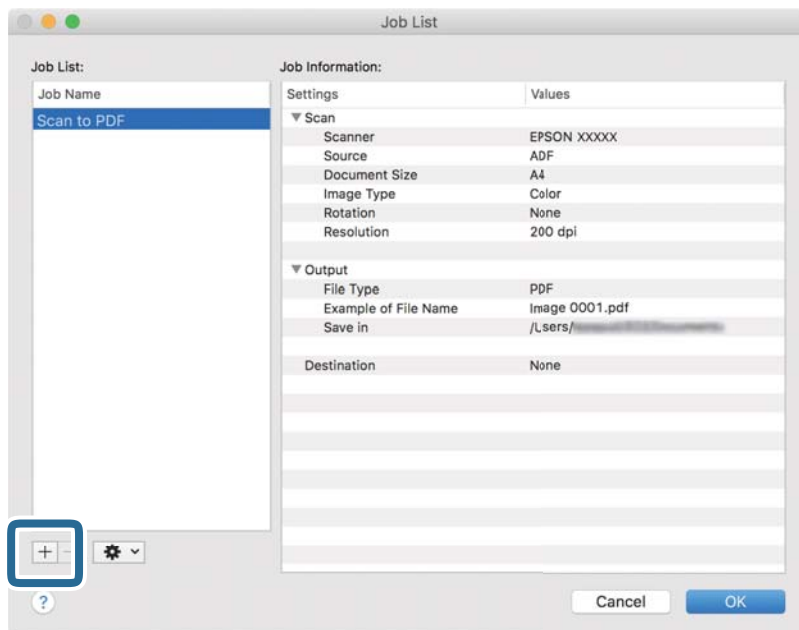 Job List
Job List:
Job Name
Scan to PDF
Job Information:
Settings Values
Scan
Scanner EPSON XXXXX
Source ADF
Document Size A4
Image Type Color
Rotation None
Resolution 200 dpi
Output
File Type PDF
Example of File Name Image 0001.pdf
Save in /Users/
Destination None
+ −
? Cancel OK